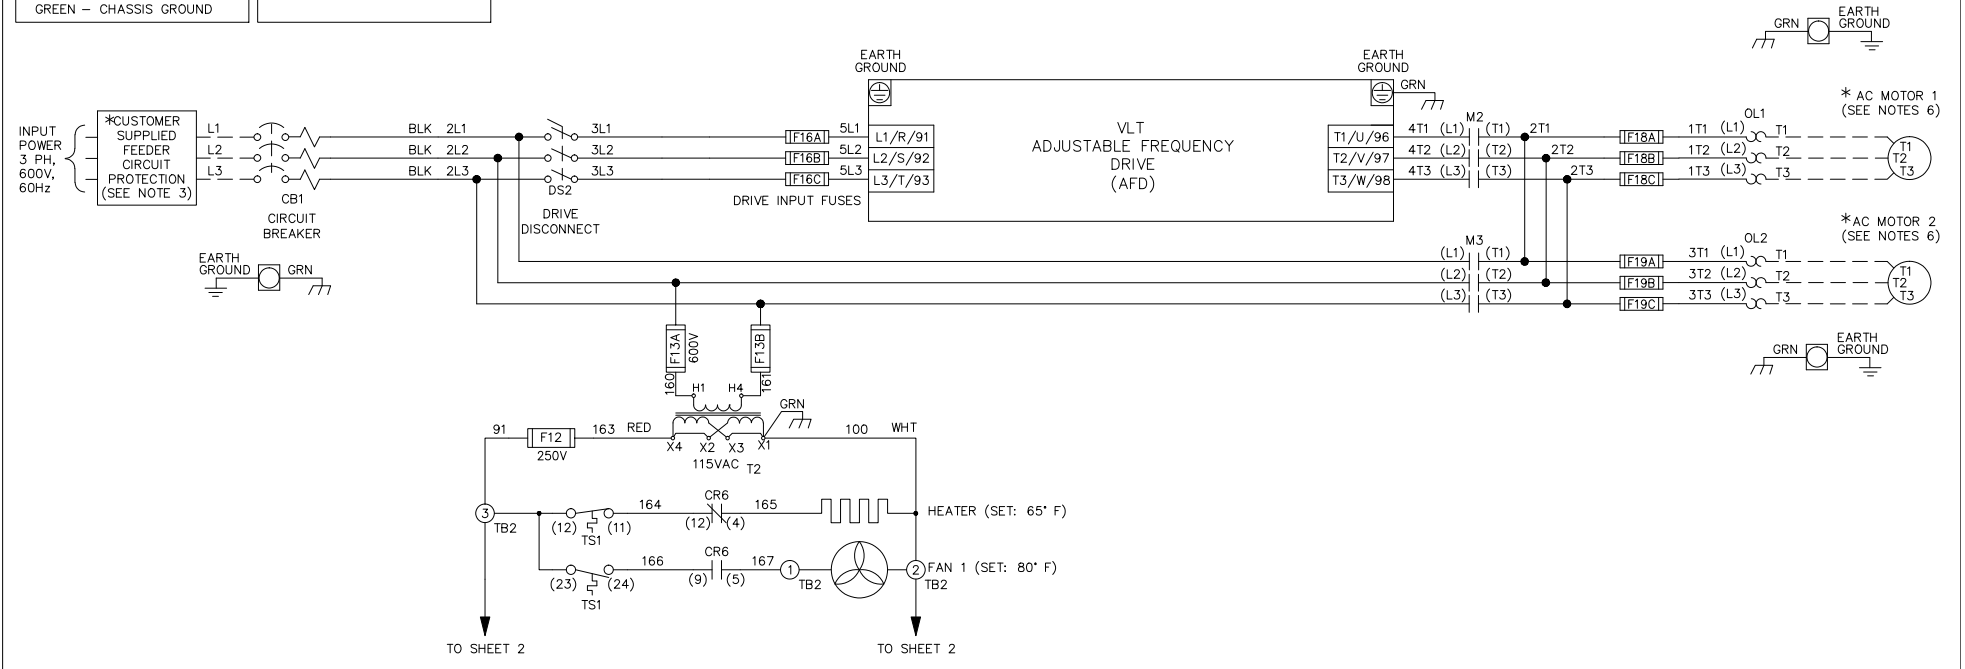 GREEN – CHASSIS GROUND
GRN
EARTH
GROUND
INPUT
POWER
3 PH,
600V,
60Hz
*CUSTOMER
SUPPLIED
FEEDER
CIRCUIT
PROTECTION
(SEE NOTE 3)
L1
L2
L3
CB1
CIRCUIT
BREAKER
BLK 2L1
BLK 2L2
BLK 2L3
DS2
DRIVE
DISCONNECT
3L1
3L2
3L3
F16A
F16B
F16C
DRIVE INPUT FUSES
5L1
5L2
5L3
EARTH
GROUND
L1/R/91
L2/S/92
L3/T/93
VLT
ADJUSTABLE FREQUENCY
DRIVE
(AFD)
EARTH
GROUND
GRN
T1/U/96
T2/V/97
T3/W/98
M2
4T1 (L1) (T1) 2T1
4T2 (L2) (T2) 2T2
4T3 (L3) (T3) 2T3
F18A
F18B
F18C
OL1
1T1 (L1) T1
1T2 (L2) T2
1T3 (L3) T3
* AC MOTOR 1
(SEE NOTES 6)
T1
T2
T3
EARTH
GROUND
GRN
M3
(L1) (T1)
(L2) (T2)
(L3) (T3)
F19A
F19B
F19C
OL2
3T1 (L1) T1
3T2 (L2) T2
3T3 (L3) T3
* AC MOTOR 2
(SEE NOTES 6)
T1
T2
T3
GRN
EARTH
GROUND
F13A
600V
F13B
160
161
H1 H4
GRN
91
F12
250V
163 RED
X4 X2 X3 X1
115VAC T2
100 WHT
3
TB2
(12) (11)
TS1
164
CR6
(12) (4)
165
HEATER (SET: 65° F)
(23) (24)
TS1
166
CR6
(9) (5)
167
1
TB2
2
TB2
FAN 1 (SET: 80° F)
TO SHEET 2
TO SHEET 2